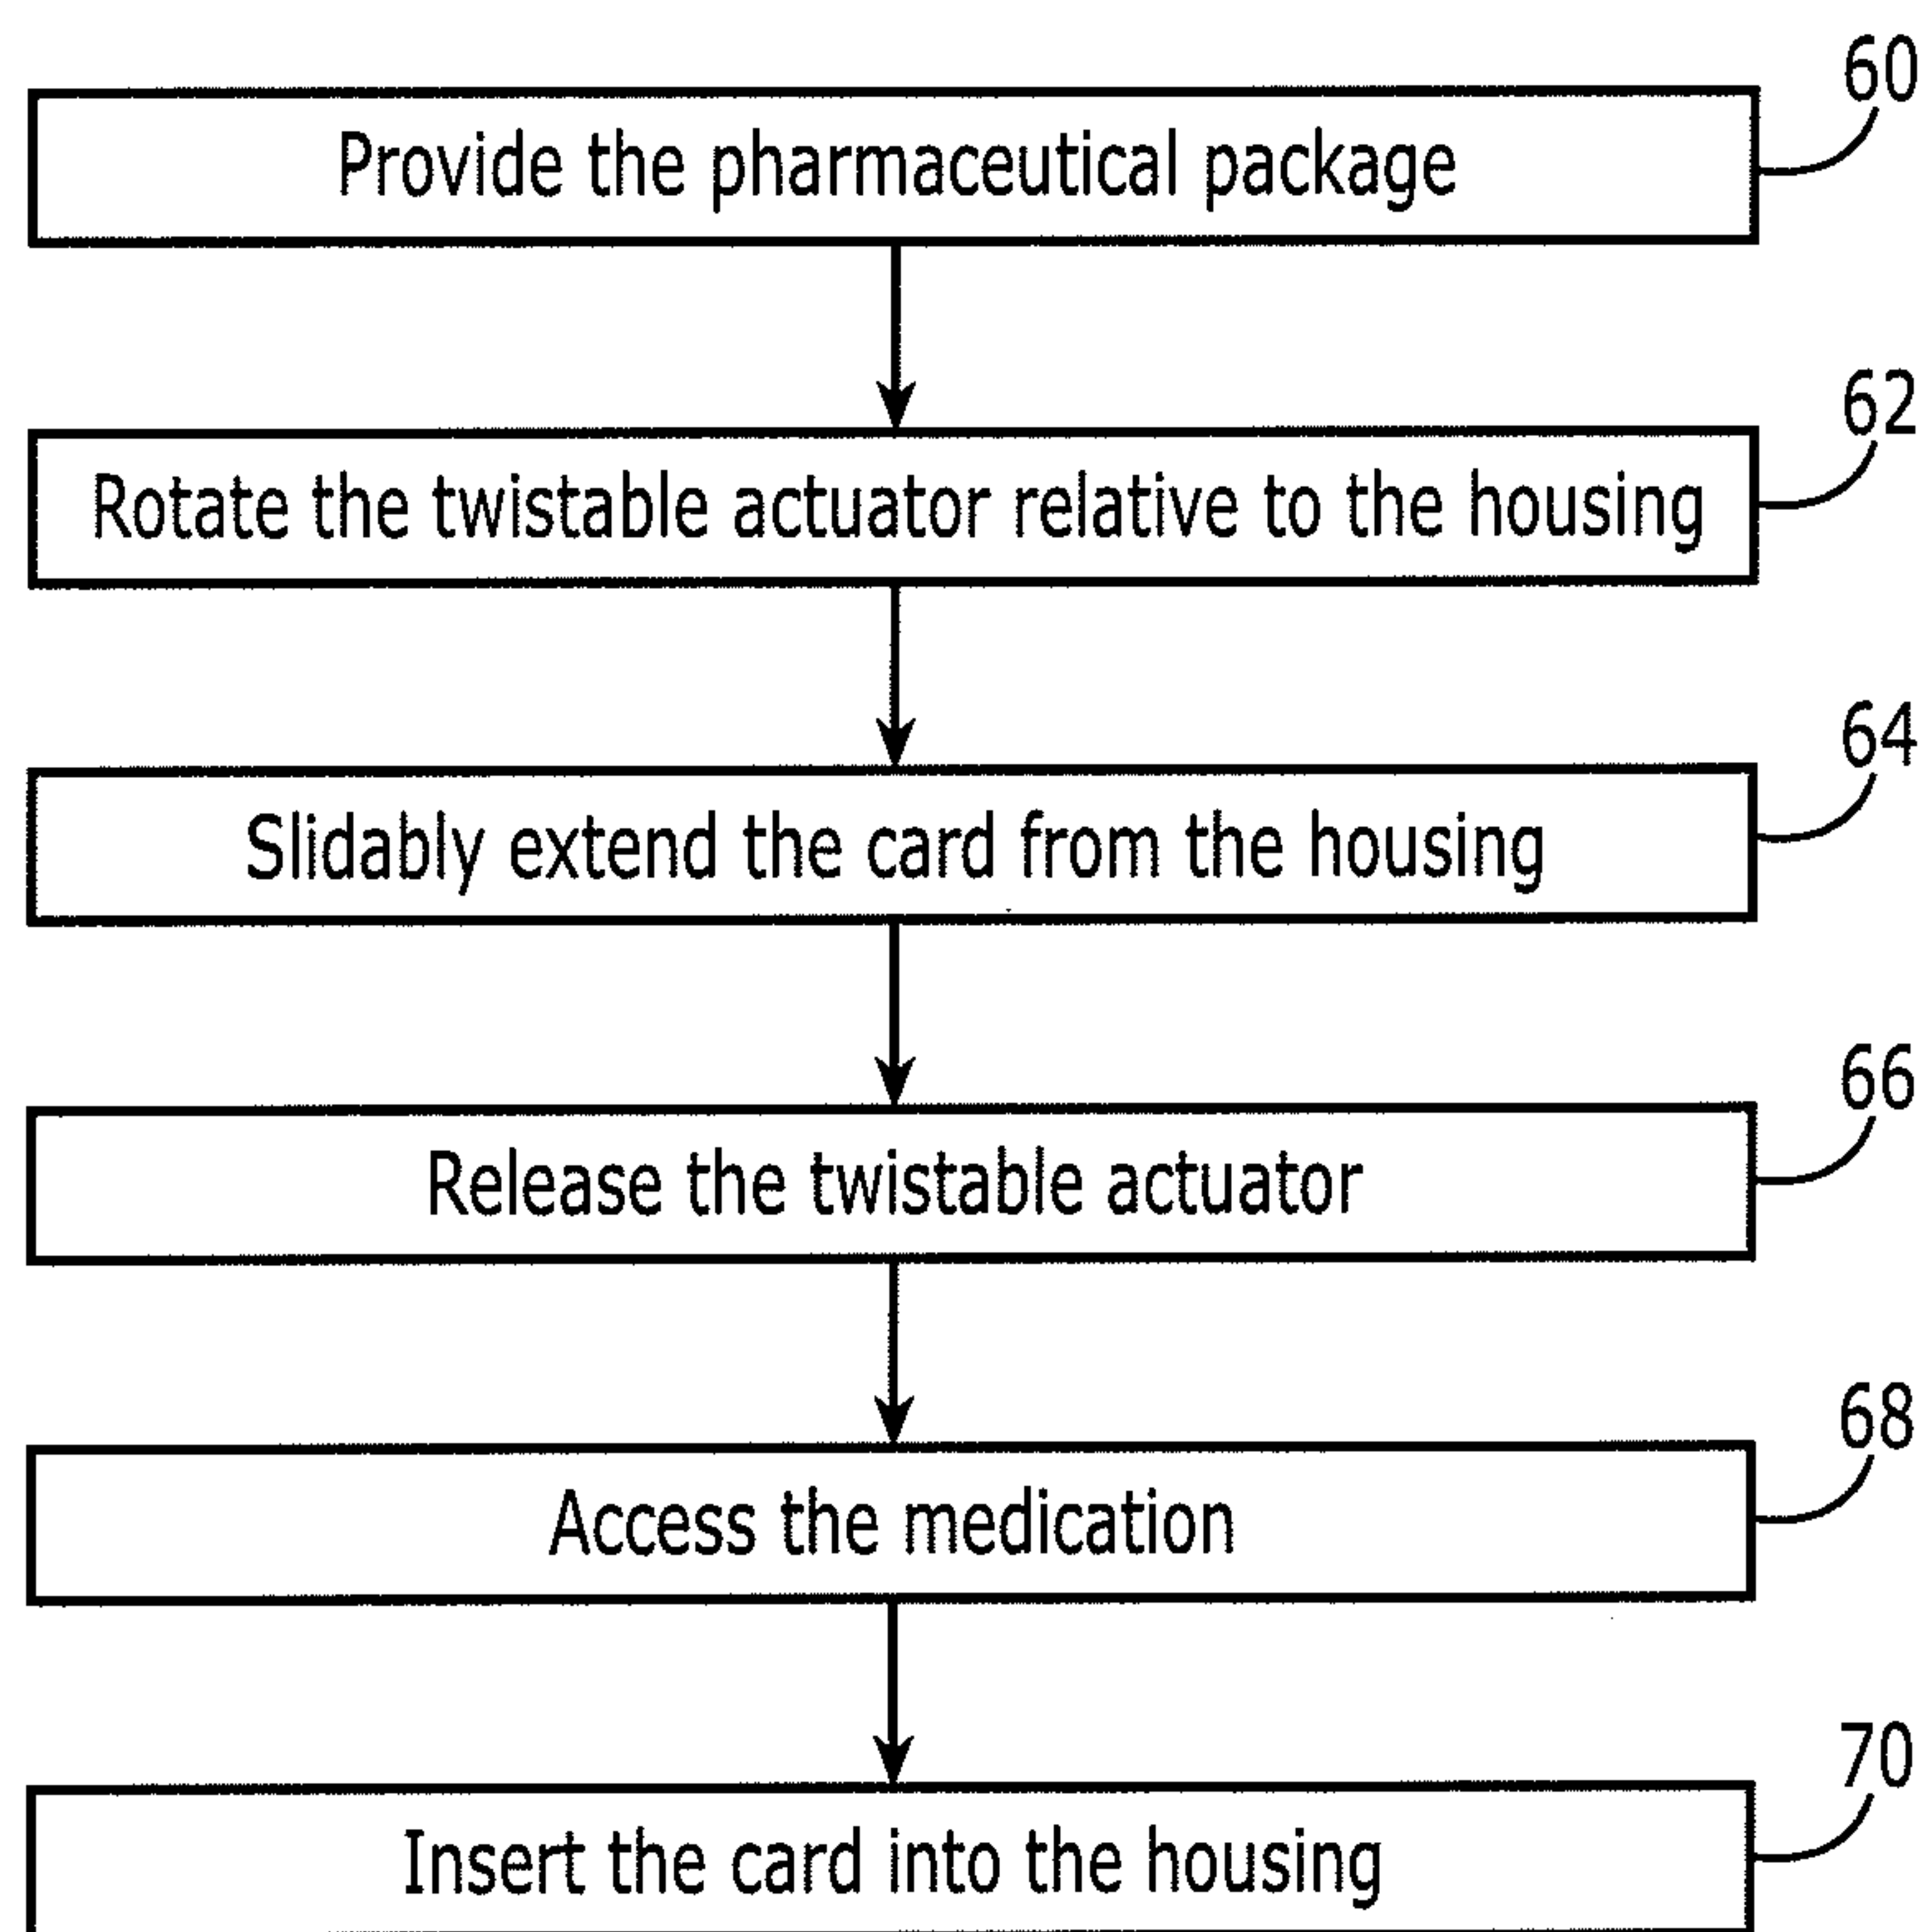 60
Provide the pharmaceutical package
62
Rotate the twistable actuator relative to the housing
64
Slidably extend the card from the housing
66
Release the twistable actuator
68
Access the medication
70
Insert the card into the housing